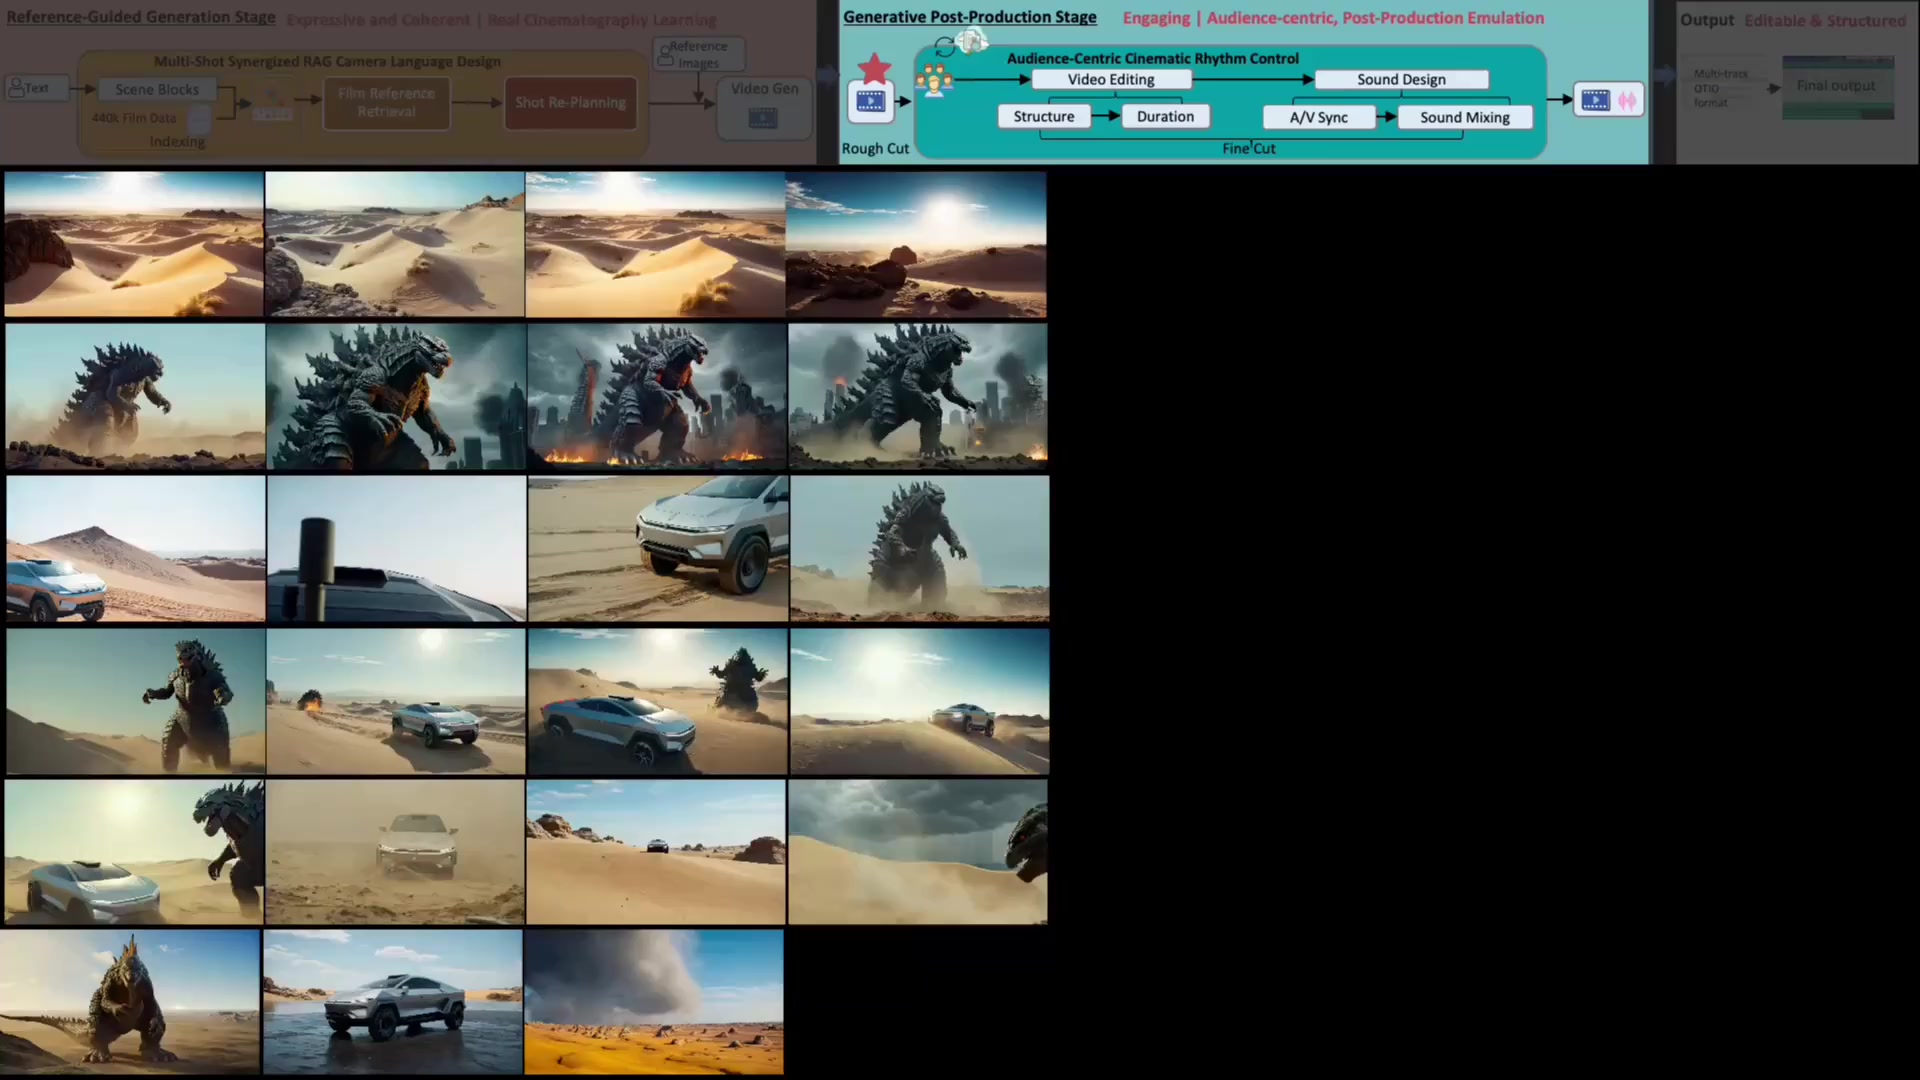 Reference-Guided Generation Stage Expressive and Coherent | Real Cinematography Learning
Multi-Shot Synergized RAG Camera Language Design
Text
Scene Blocks
440k Film Data
Indexing
Film Reference
Retrieval
Shot Re-Planning
Reference
Images
Video Gen
Generative Post-Production Stage Engaging | Audience-centric, Post-Production Emulation
Audience-Centric Cinematic Rhythm Control
Video Editing
Sound Design
Structure
Duration
A/V Sync
Sound Mixing
Rough Cut
Fine Cut
Output Editable & Structured
Multi-track
OTIO
format
Final output